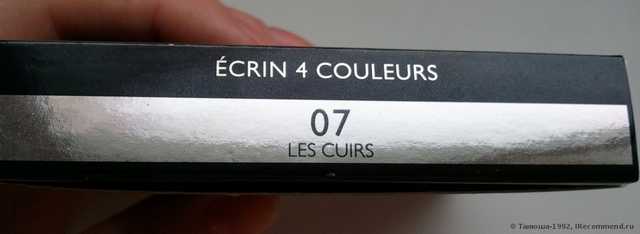 ÉCRIN 4 COULEURS
07
LES CUIRS
© Танюша-1992, IRecommend.ru